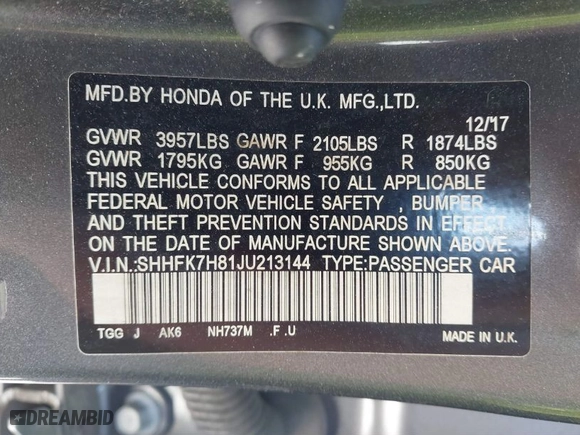 MFD.BY HONDA OF THE U.K. MFG.,LTD.
12/17
GVWR 3957LBS GAWR F 2105LBS R 1874LBS
GVWR 1795KG GAWR F 955KG R 850KG
THIS VEHICLE CONFORMS TO ALL APPLICABLE
FEDERAL MOTOR VEHICLE SAFETY , BUMPER ,
AND THEFT PREVENTION STANDARDS IN EFFECT
ON THE DATE OF MANUFACTURE SHOWN ABOVE.
V.I.N.:SHHFK7H81JU213144 TYPE:PASSENGER CAR
TGG J AK6 NH737M .F .U MADE IN U.K.
DREAMBID